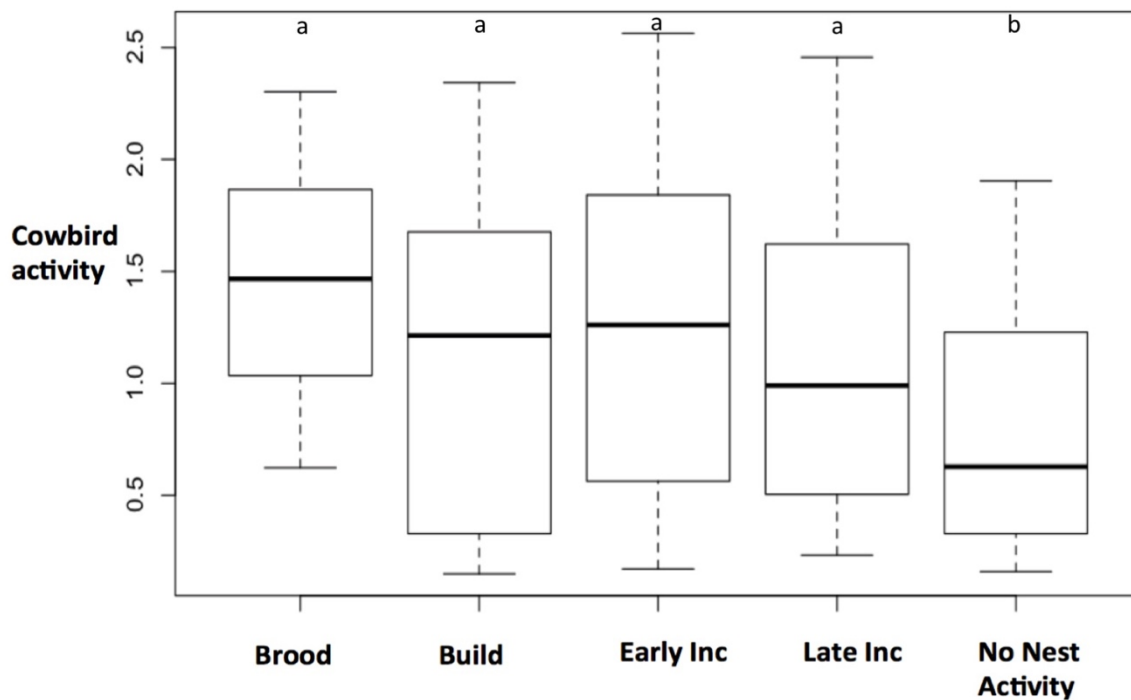 a a a a b
2.5
2.0
1.5
1.0
0.5
Cowbird
activity
Brood Build Early Inc Late Inc No Nest
Activity